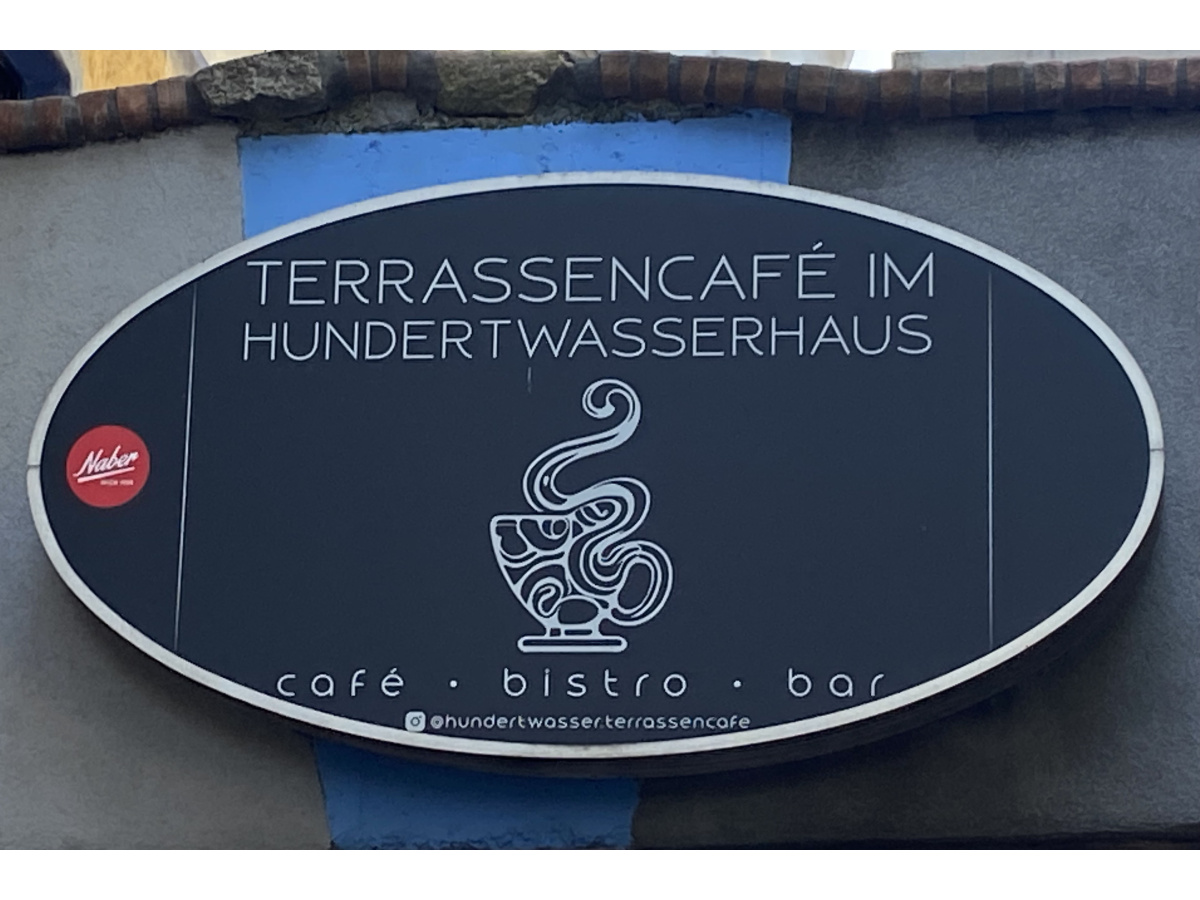 TERRASSENCAFÉ IM
HUNDERTWASSERHAUS
Naber
café · bistro · bar
@hundertwasser.terrassencafe